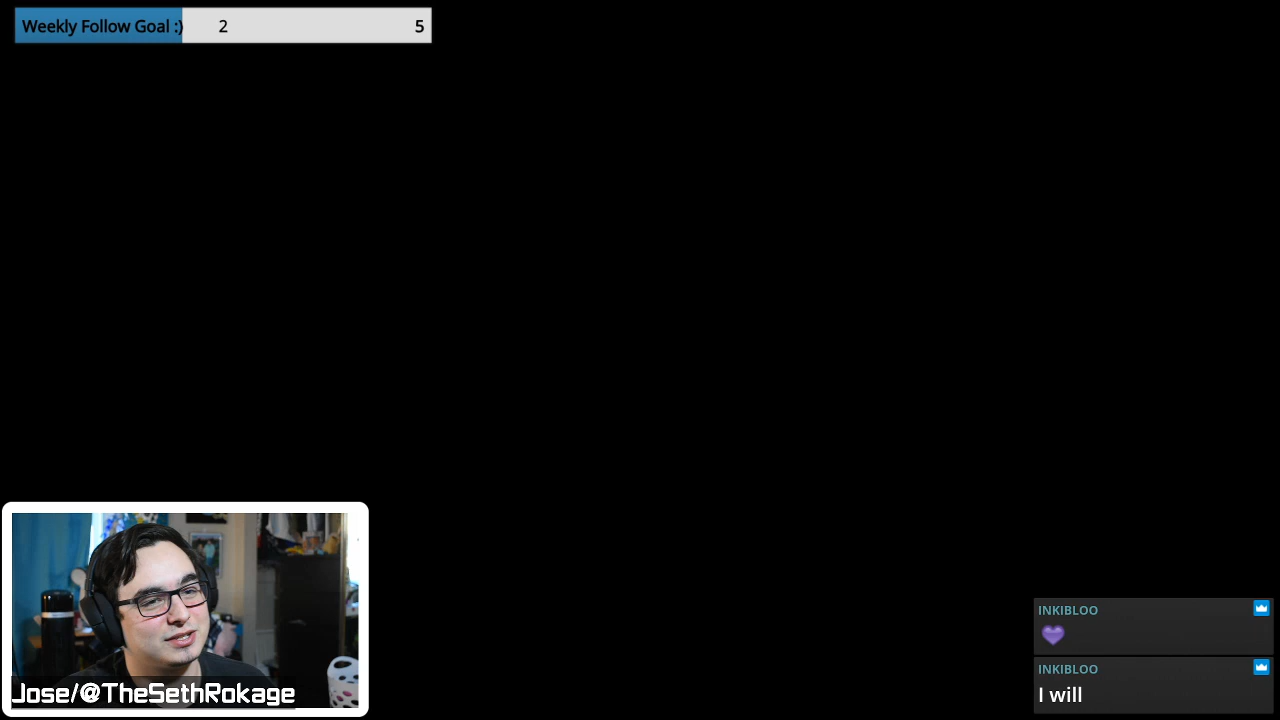 Weekly Follow Goal :) 2 5
INKIBLOO
💜
INKIBLOO
I will
Jose/@TheSethRokage